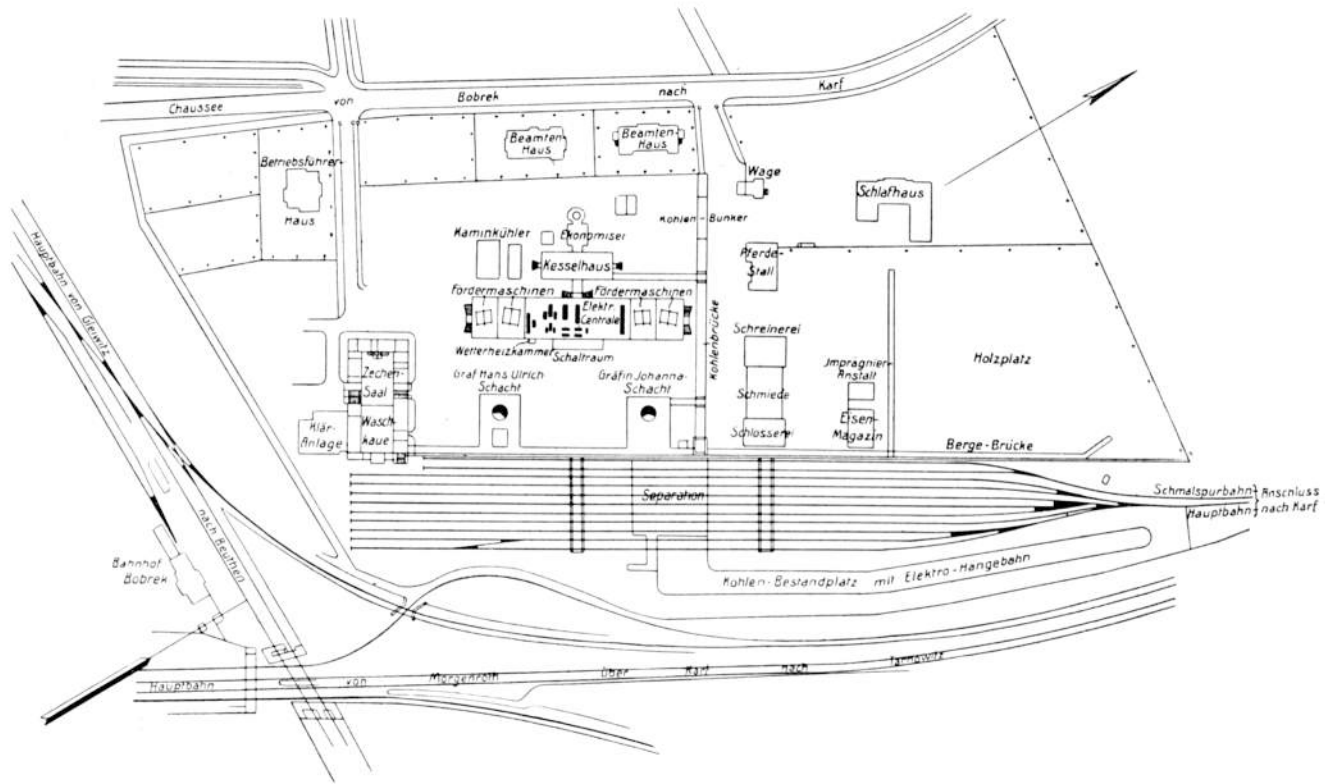 Chaussee von Bobrek nach Karf
Betriebsführer-
Haus
Beamten-
Haus
Beamten-
Haus
Wage
Schlafhaus
Kohlen-Bunker
Kaminkühler
Ekonomiser
Kesselhaus
Pferde-
Stall
Fördermaschinen
Fördermaschinen
Elektr.
Centrale
Wetterheizkammer
Schaltraum
Kohlenbrücke
Schreinerei
Schmiede
Schlosserei
Jmprägnier-
Anstalt
Eisen-
Magazin
Holzplatz
Zechen-
Saal
Wasch-
kaue
Klär-
Anlage
Graf Hans Ulrich-
Schacht
Gräfin Johanna-
Schacht
Berge-Brücke
Separation
Schmalspurbahn
Hauptbahn
Anschluss
nach Karf
Kohlen-Bestandplatz mit Elektro-Hängebahn
Hauptbahn von Gleiwitz nach Beuthen
Bahnhof
Bobrek
Hauptbahn von Morgenroth über Karf nach Tarnowitz